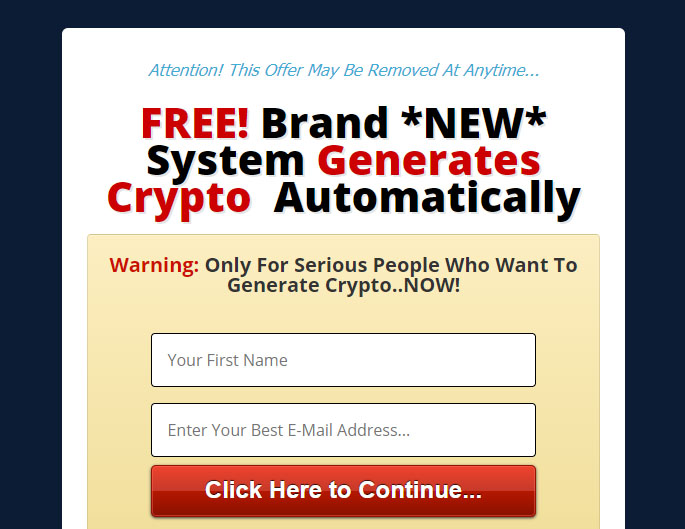 Attention! This Offer May Be Removed At Anytime...
FREE! Brand *NEW*
System Generates
Crypto Automatically
Warning: Only For Serious People Who Want To
Generate Crypto..NOW!
Your First Name
Enter Your Best E-Mail Address...
Click Here to Continue...